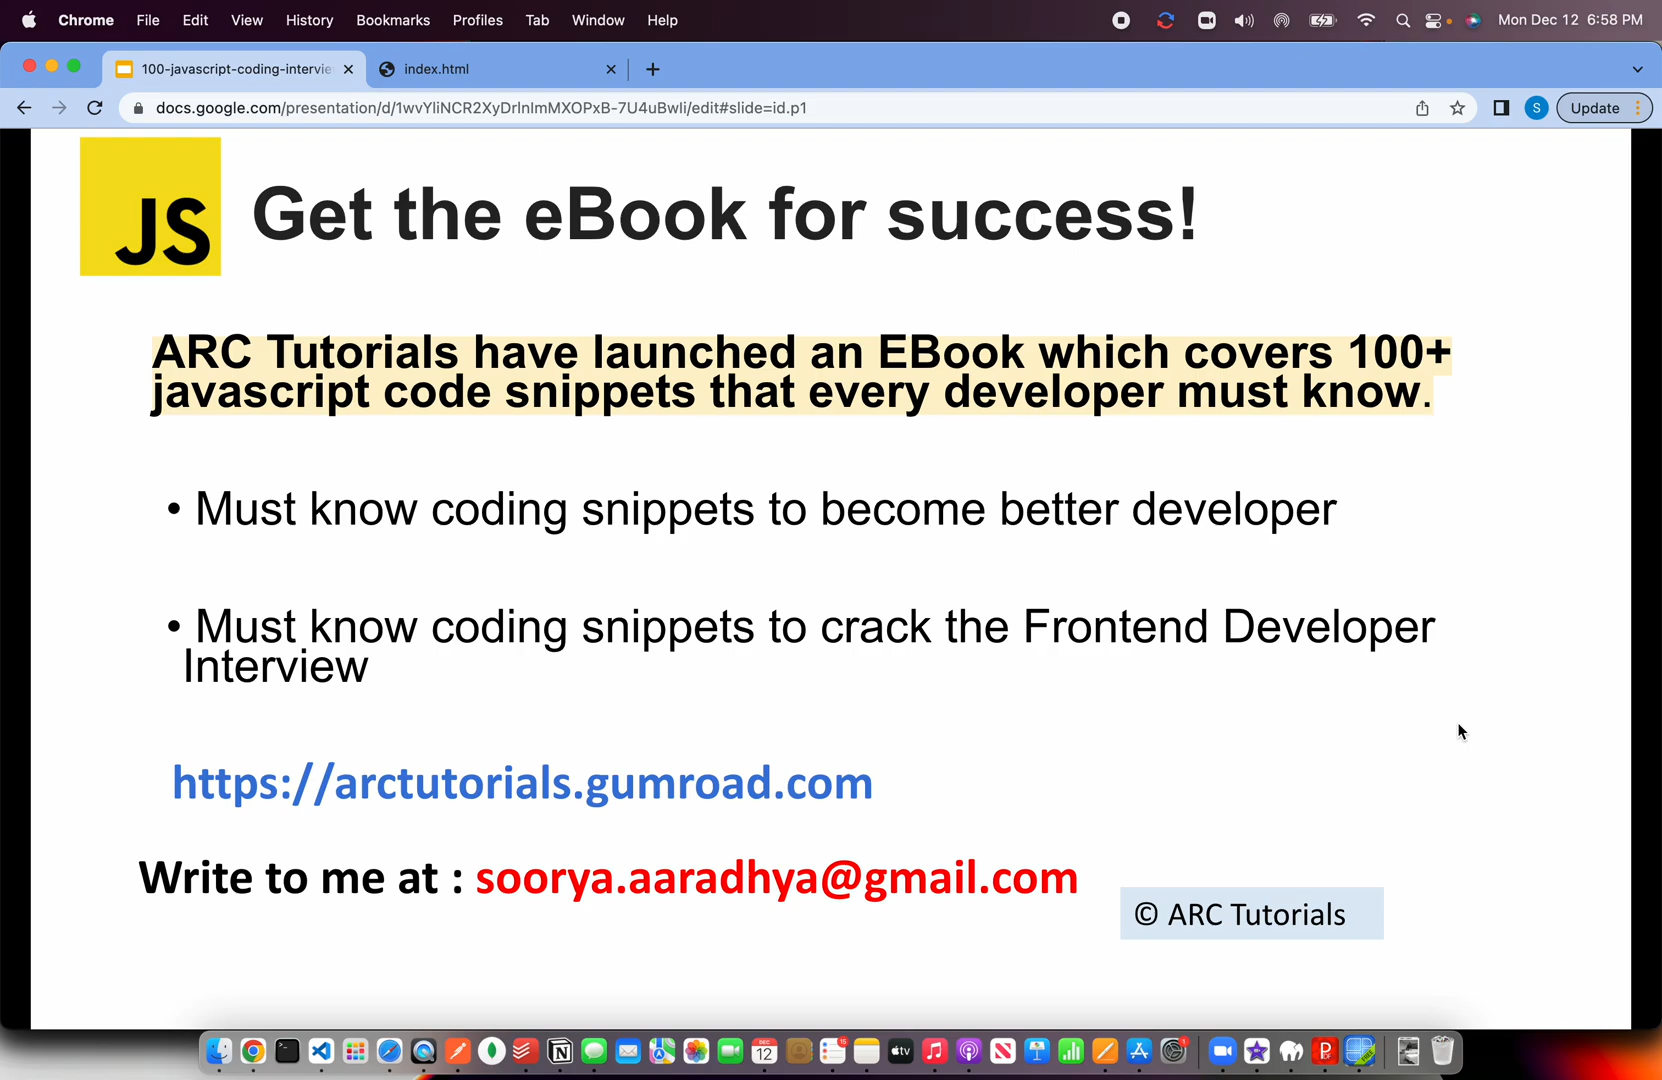 Chrome File Edit View History Bookmarks Profiles Tab Window Help Mon Dec 12 6:58 PM
100-javascript-coding-intervie index.html
docs.google.com/presentation/d/1wvYliNCR2XyDrlnImMXOPxB-7U4uBwli/edit#slide=id.p1 S Update
JS Get the eBook for success!
ARC Tutorials have launched an EBook which covers 100+
javascript code snippets that every developer must know.
• Must know coding snippets to become better developer
• Must know coding snippets to crack the Frontend Developer
Interview
https://arctutorials.gumroad.com
Write to me at : soorya.aaradhya@gmail.com
© ARC Tutorials